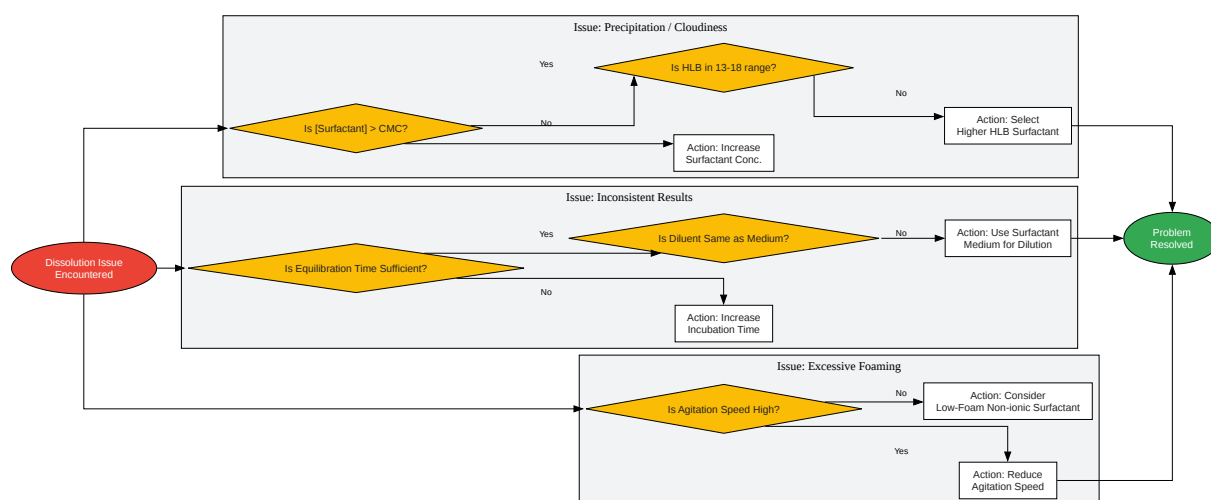 Issue: Precipitation / Cloudiness
Yes
Is HLB in 13-18 range?
No
Is [Surfactant] > CMC?
No
Action: Select
Higher HLB Surfactant
Action: Increase
Surfactant Conc.
Issue: Inconsistent Results
Yes
Is Diluent Same as Medium?
No
Action: Use Surfactant
Medium for Dilution
Problem
Resolved
Dissolution Issue
Encountered
Is Equilibration Time Sufficient?
No
Action: Increase
Incubation Time
Issue: Excessive Foaming
Is Agitation Speed High?
No
Action: Consider
Low-Foam Non-ionic Surfactant
Yes
Action: Reduce
Agitation Speed